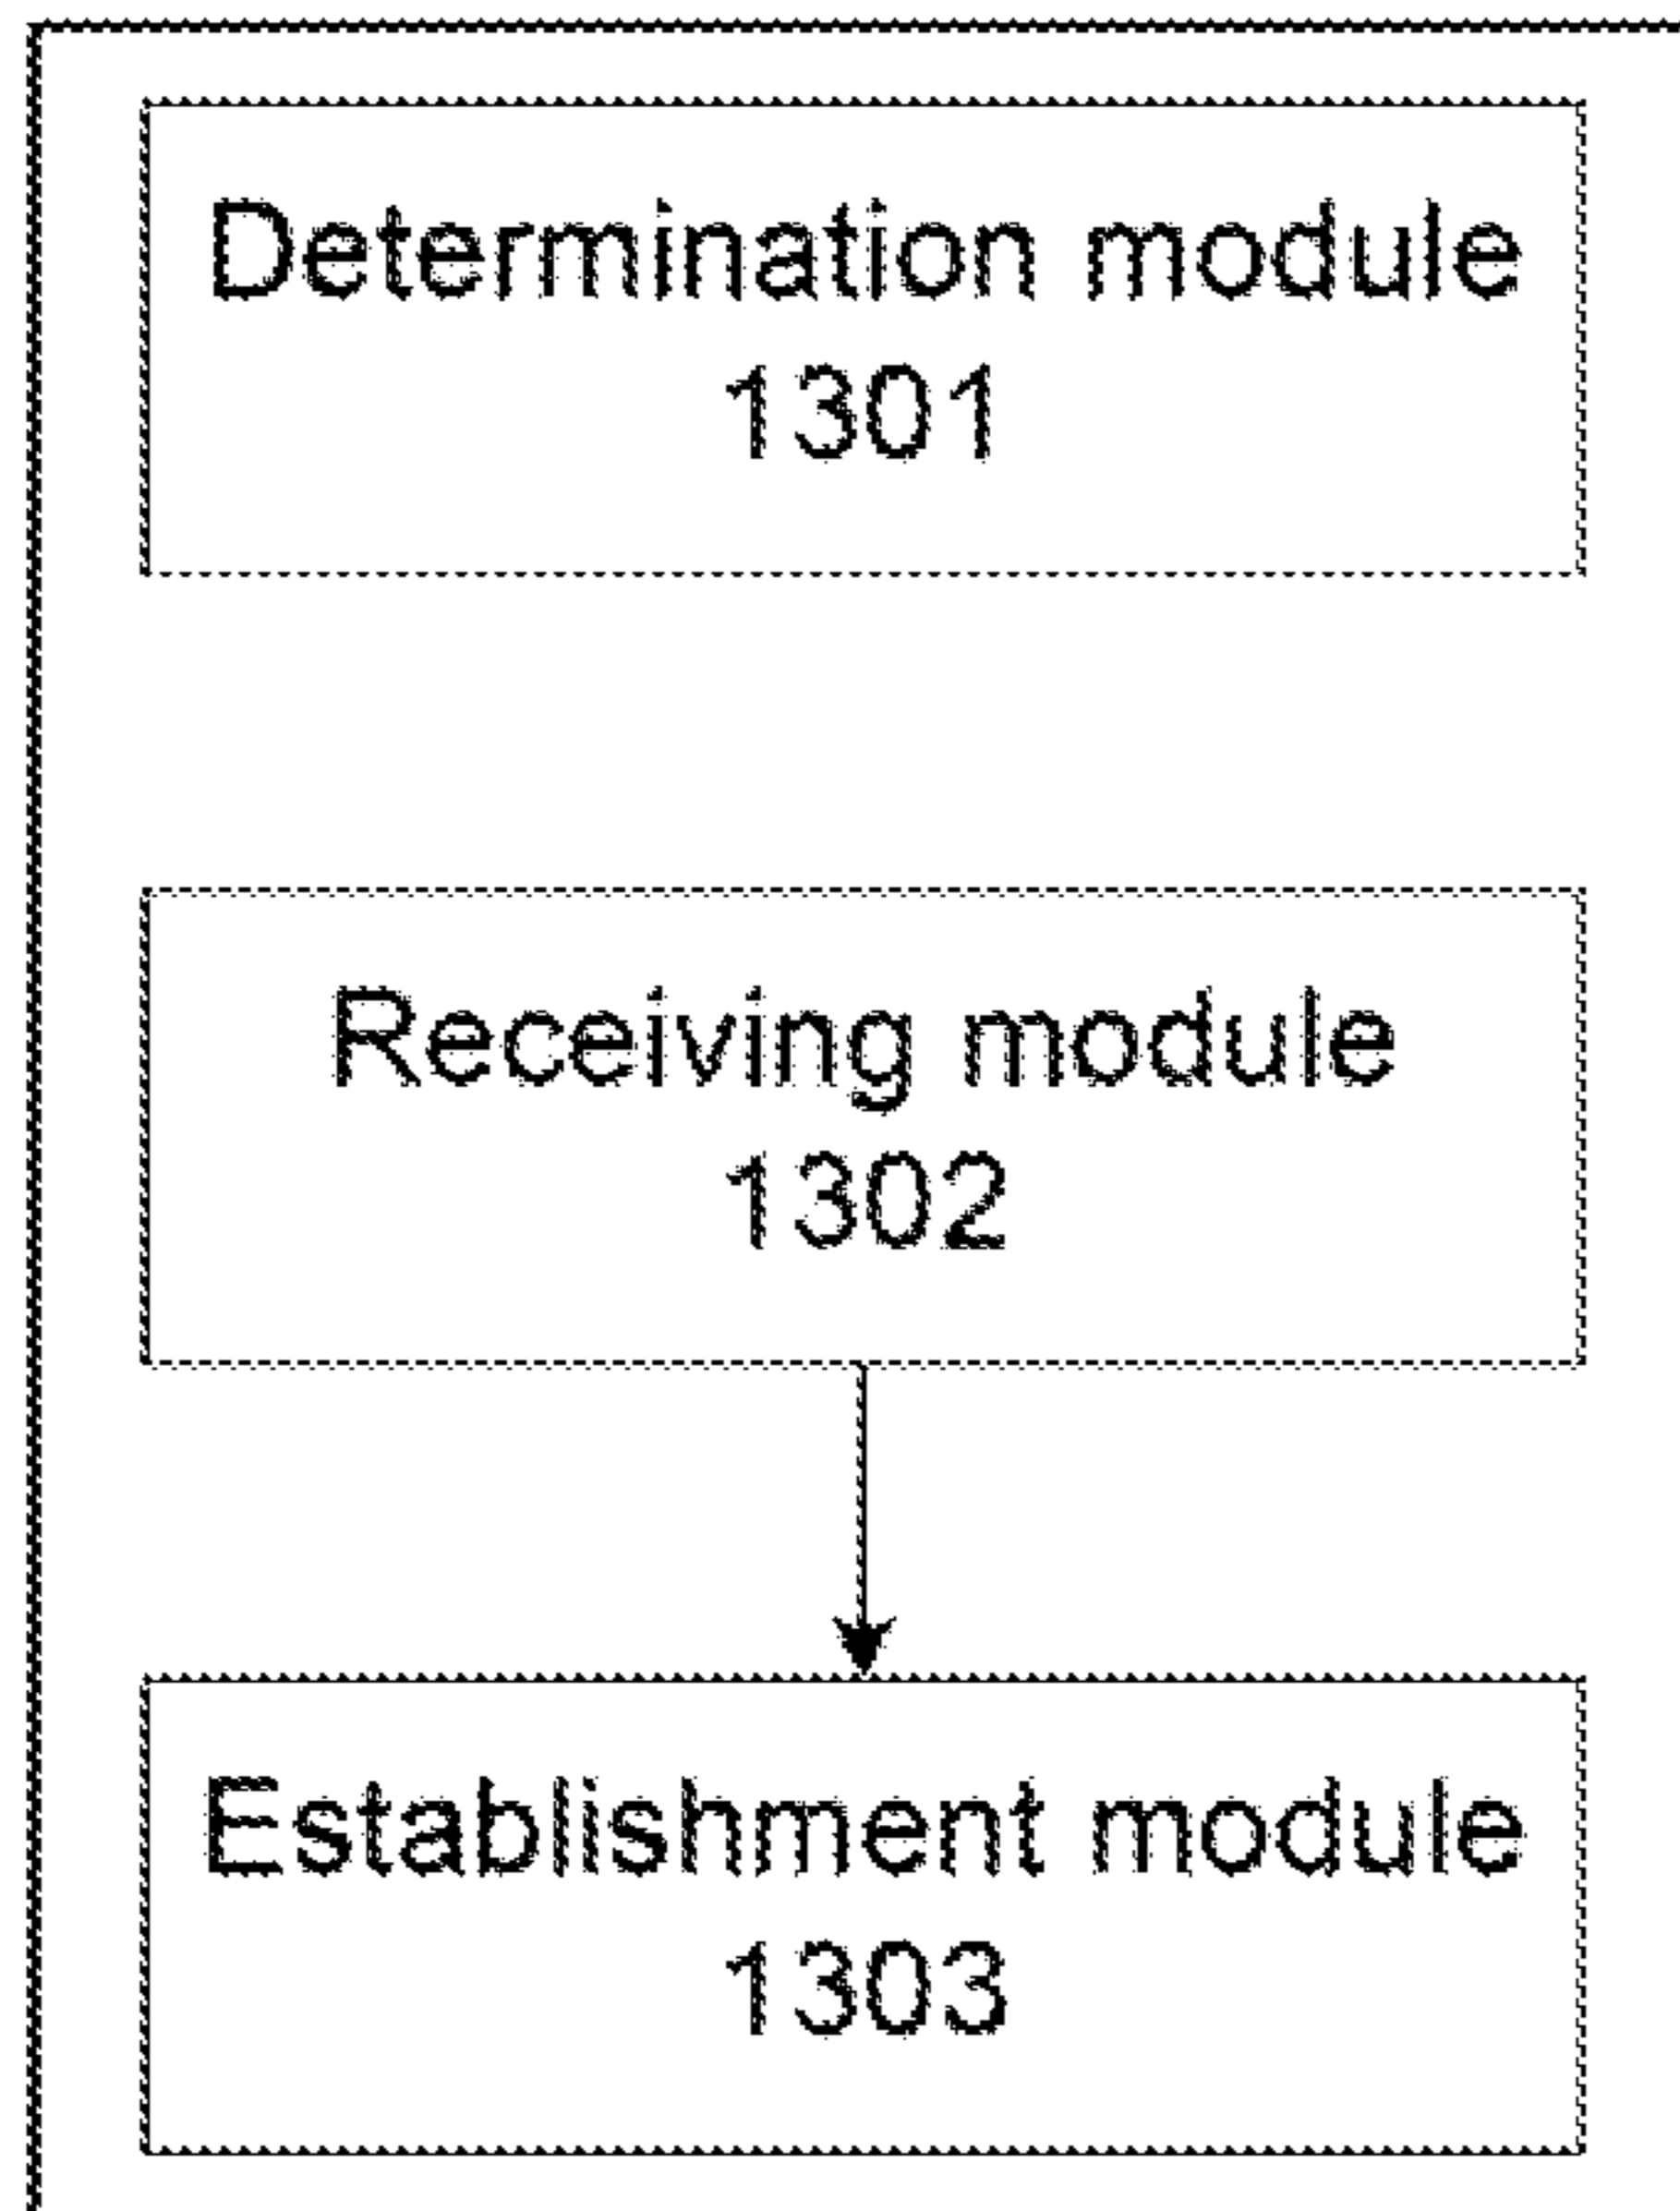 Determination module
1301
Receiving module
1302
Establishment module
1303